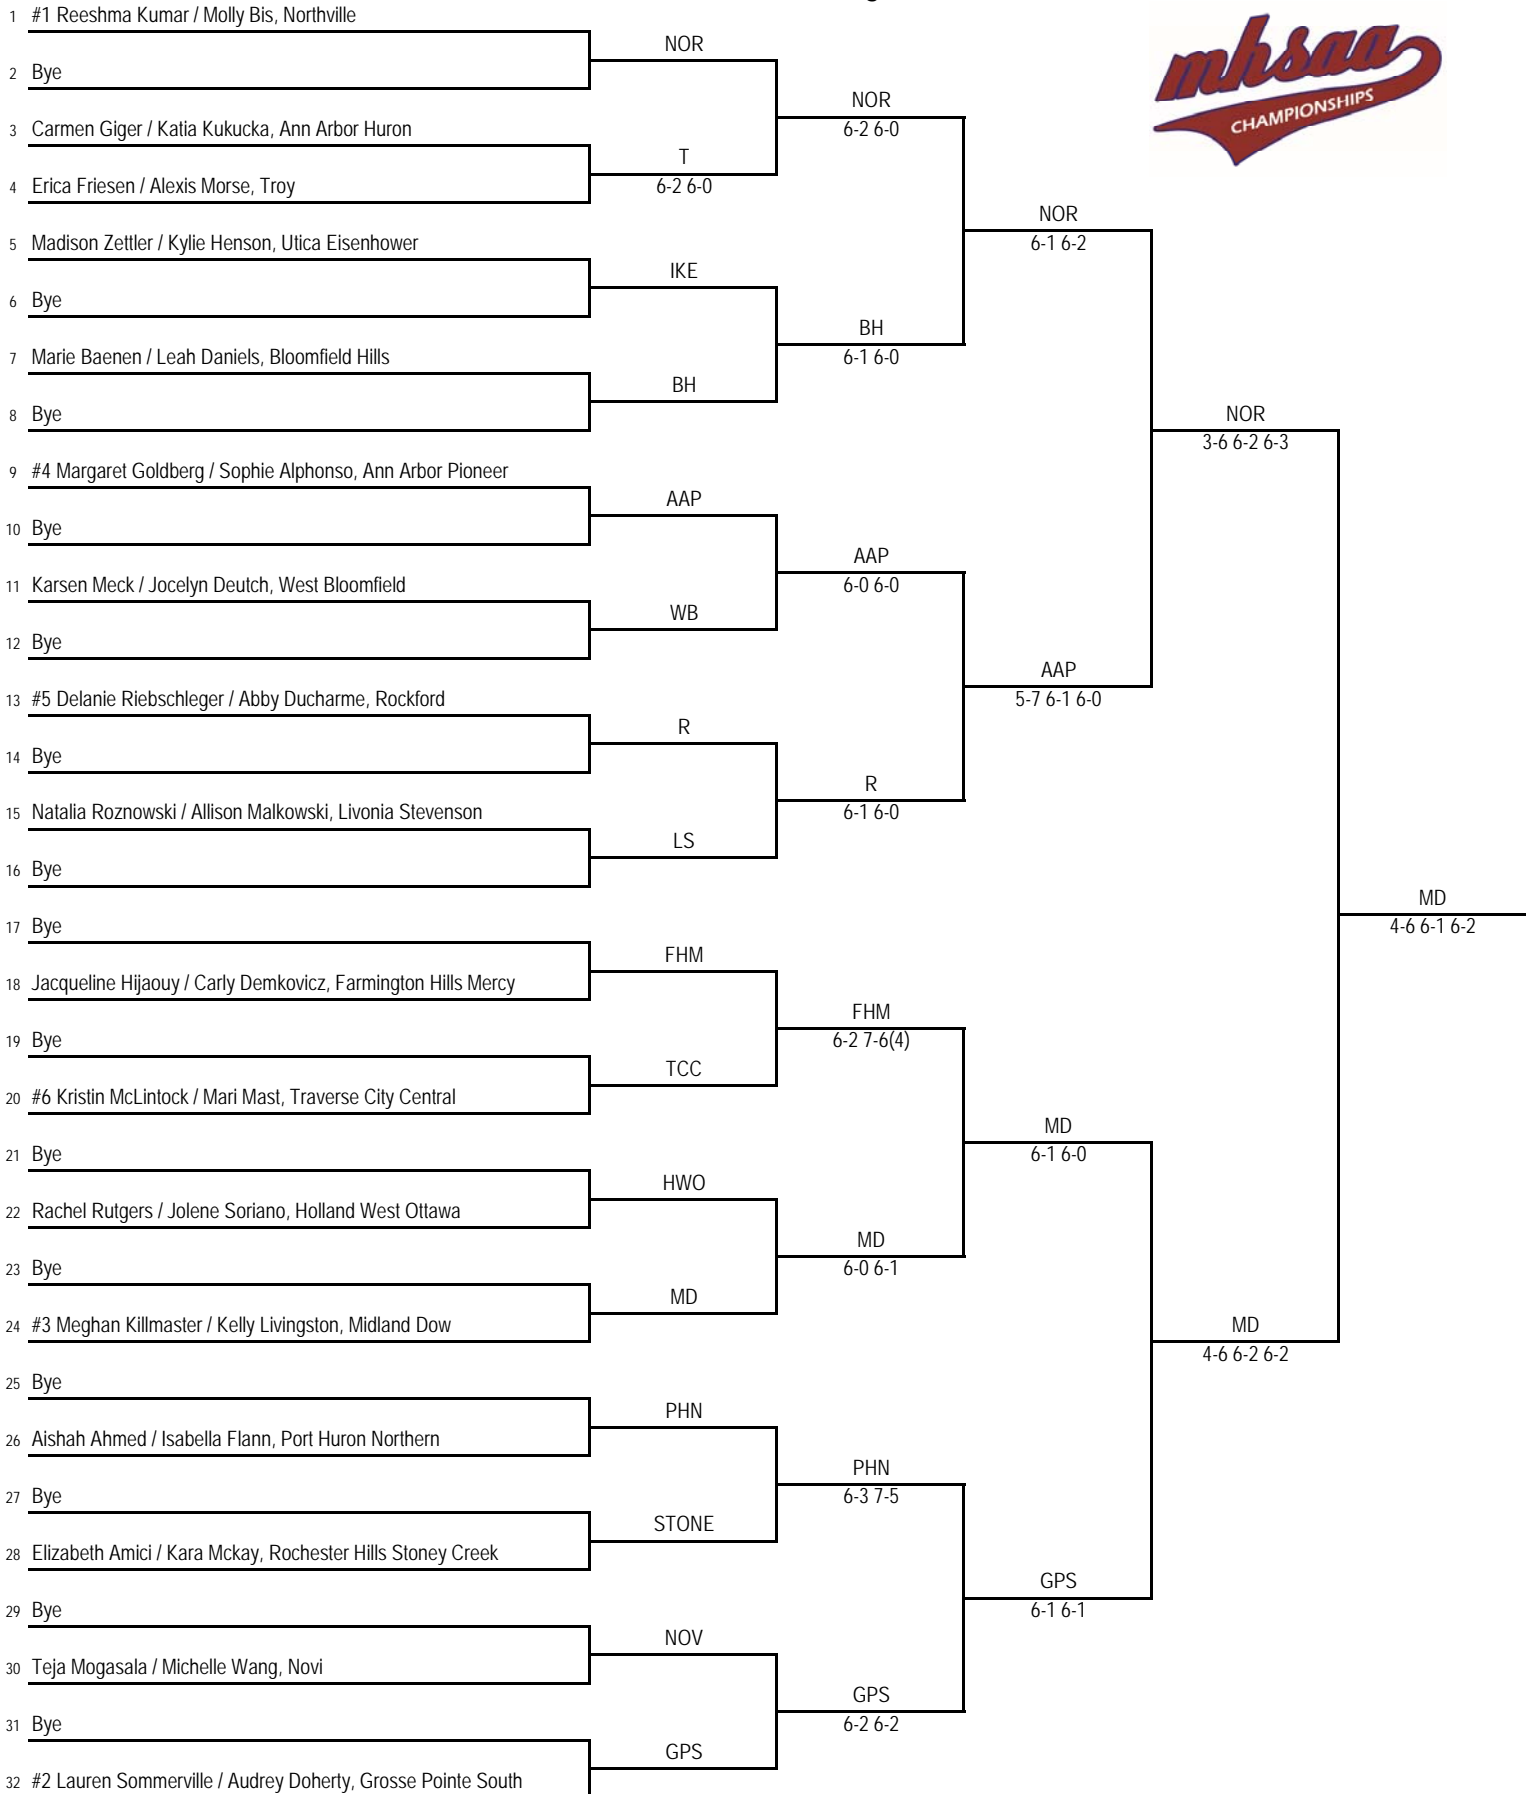 1 #1 Reeshma Kumar / Molly Bis, Northville
NOR
2 Bye
NOR
6-2 6-0
3 Carmen Giger / Katia Kukucka, Ann Arbor Huron
T
6-2 6-0
4 Erica Friesen / Alexis Morse, Troy
NOR
6-1 6-2
5 Madison Zettler / Kylie Henson, Utica Eisenhower
IKE
6 Bye
BH
6-1 6-0
7 Marie Baenen / Leah Daniels, Bloomfield Hills
BH
8 Bye
NOR
3-6 6-2 6-3
9 #4 Margaret Goldberg / Sophie Alphonso, Ann Arbor Pioneer
AAP
10 Bye
AAP
6-0 6-0
11 Karsen Meck / Jocelyn Deutch, West Bloomfield
WB
12 Bye
AAP
5-7 6-1 6-0
13 #5 Delanie Riebschleger / Abby Ducharme, Rockford
R
14 Bye
R
6-1 6-0
15 Natalia Roznowski / Allison Malkowski, Livonia Stevenson
LS
16 Bye
MD
4-6 6-1 6-2
17 Bye
FHM
18 Jacqueline Hijaouy / Carly Demkovicz, Farmington Hills Mercy
FHM
6-2 7-6(4)
19 Bye
TCC
20 #6 Kristin McLintock / Mari Mast, Traverse City Central
MD
6-1 6-0
21 Bye
HWO
22 Rachel Rutgers / Jolene Soriano, Holland West Ottawa
MD
6-0 6-1
23 Bye
MD
24 #3 Meghan Killmaster / Kelly Livingston, Midland Dow
MD
4-6 6-2 6-2
25 Bye
PHN
26 Aishah Ahmed / Isabella Flann, Port Huron Northern
PHN
6-3 7-5
27 Bye
STONE
28 Elizabeth Amici / Kara Mckay, Rochester Hills Stoney Creek
GPS
6-1 6-1
29 Bye
NOV
30 Teja Mogasala / Michelle Wang, Novi
GPS
6-2 6-2
31 Bye
GPS
32 #2 Lauren Sommerville / Audrey Doherty, Grosse Pointe South
mhsaa
CHAMPIONSHIPS